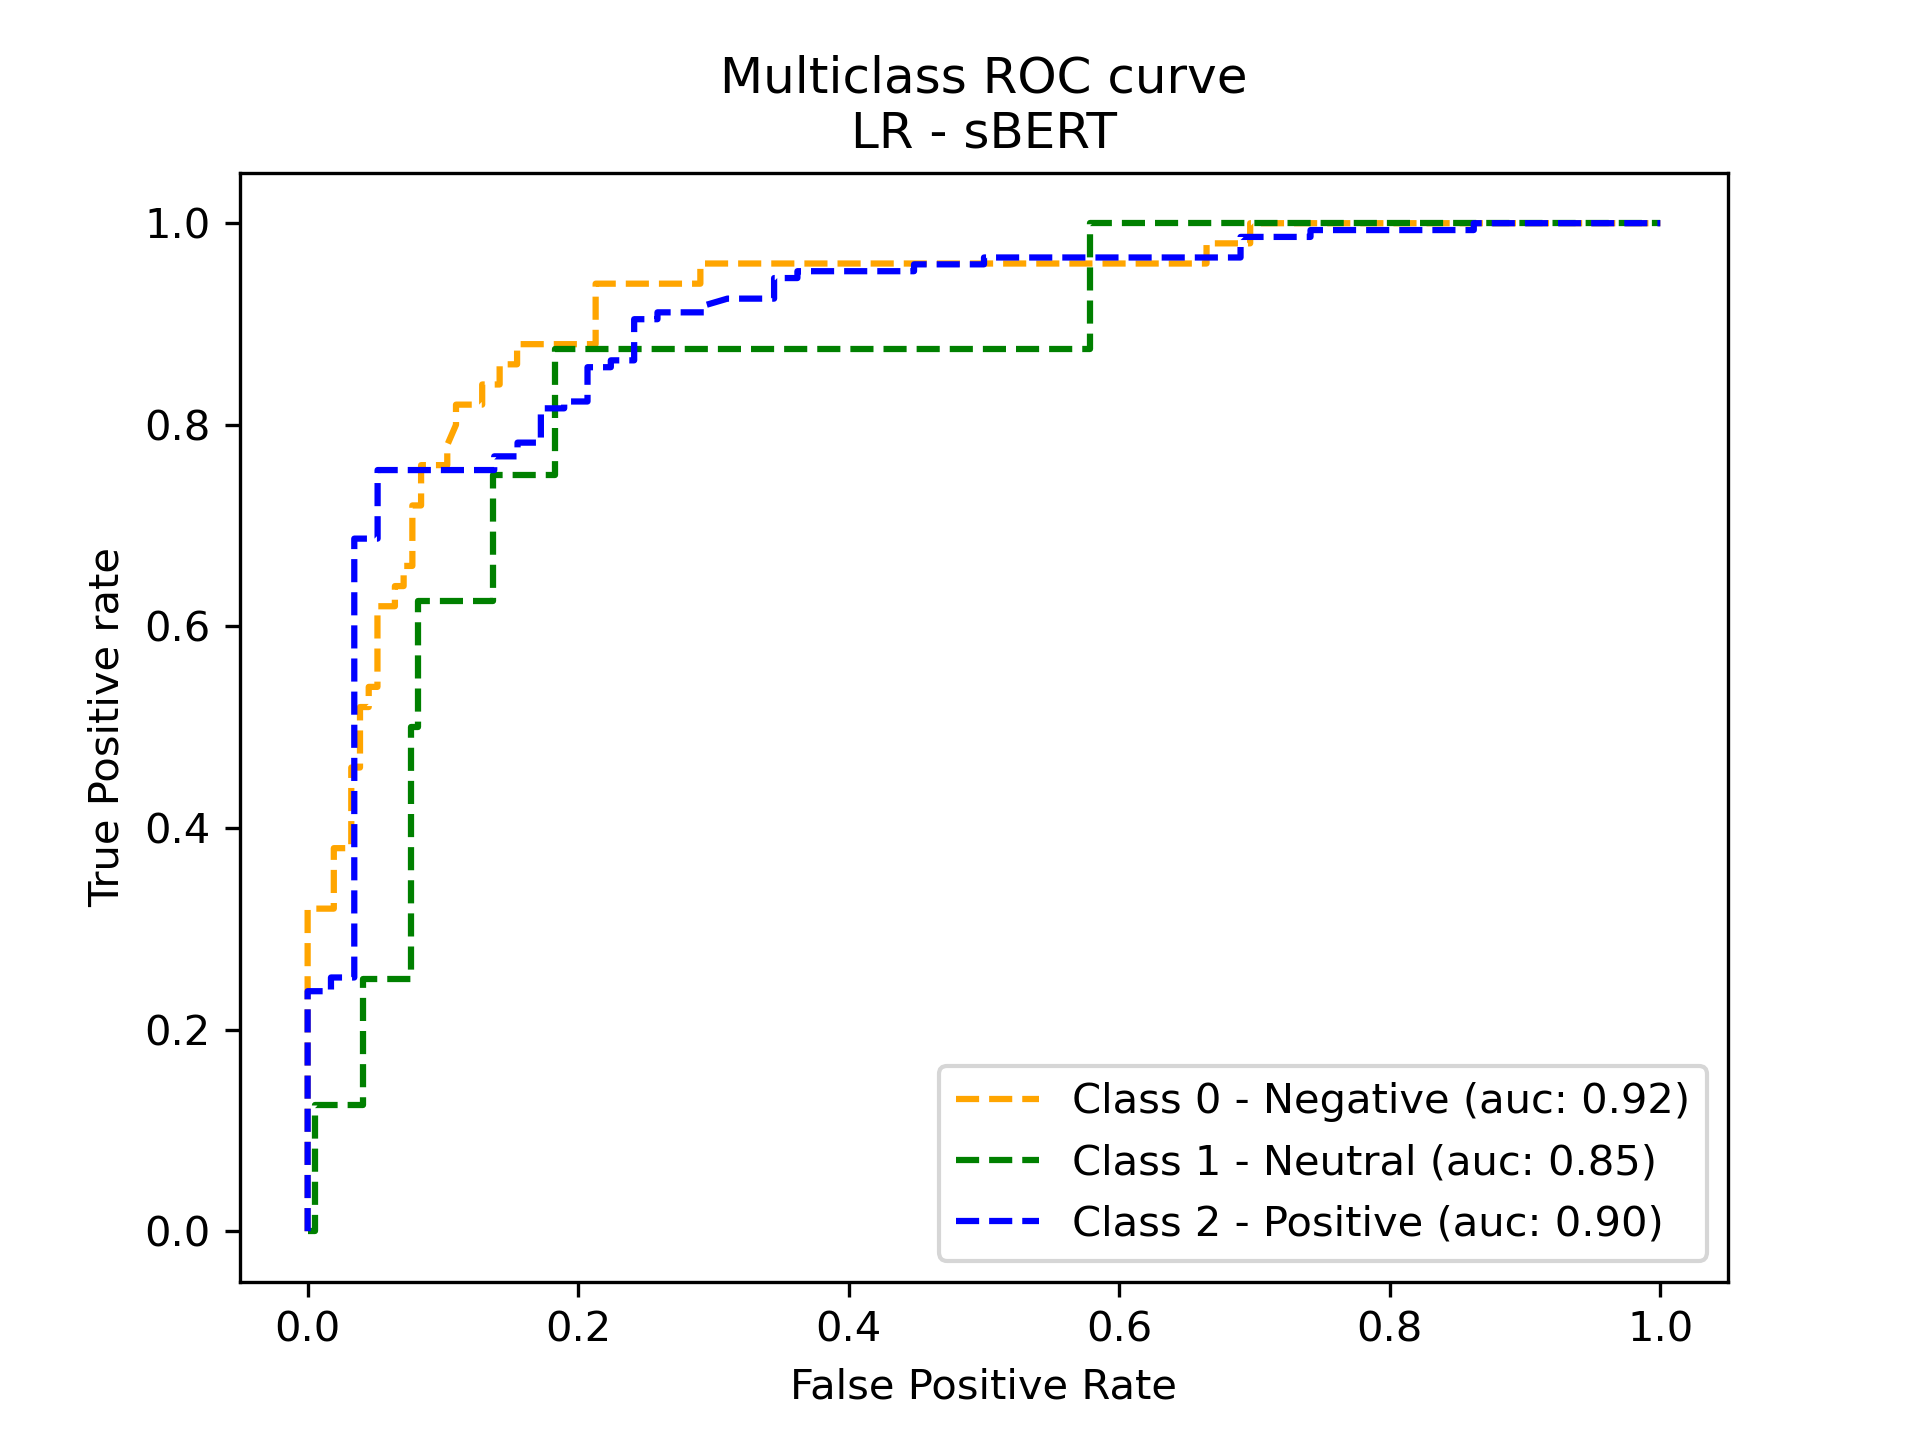 Multiclass ROC curve
LR - sBERT
True Positive rate
1.0
0.8
0.6
0.4
0.2
0.0
Class 0 - Negative (auc: 0.92)
Class 1 - Neutral (auc: 0.85)
Class 2 - Positive (auc: 0.90)
0.0 0.2 0.4 0.6 0.8 1.0
False Positive Rate